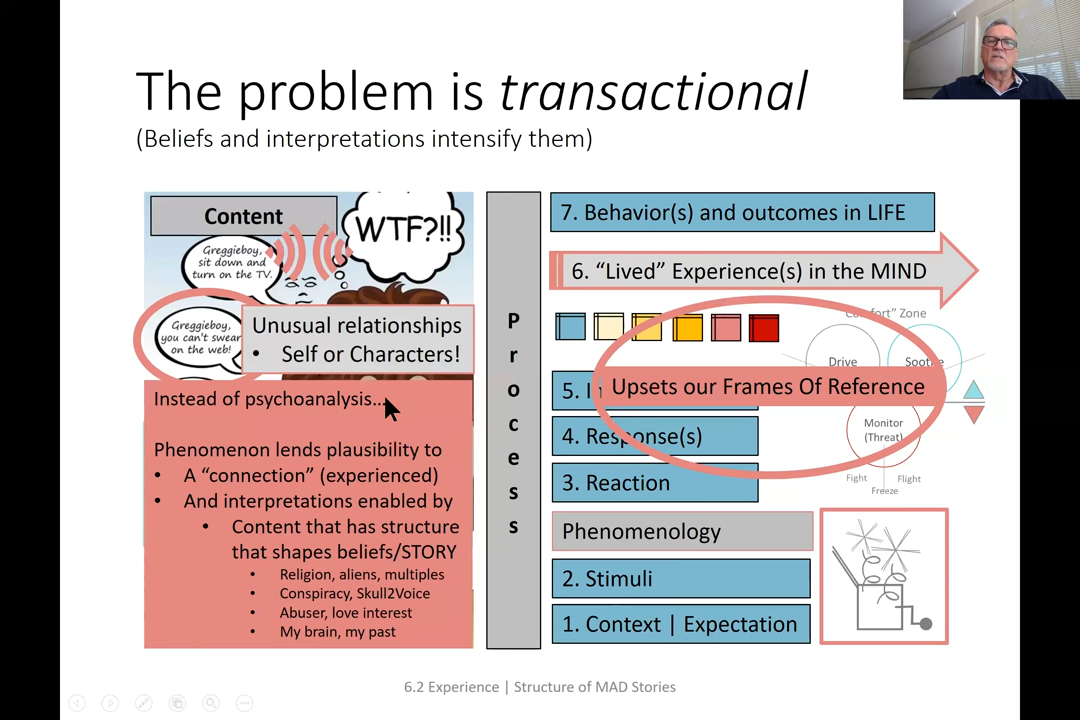 The problem is transactional
(Beliefs and interpretations intensify them)
Content
WTF?!!
Greggieboy,
sit down and
turn on the TV.
Greggieboy,
you can't swear
on the web!
Unusual relationships
• Self or Characters!
Instead of psychoanalysis...
Phenomenon lends plausibility to
• A “connection” (experienced)
• And interpretations enabled by
• Content that has structure
that shapes beliefs/STORY
• Religion, aliens, multiples
• Conspiracy, Skull2Voice
• Abuser, love interest
• My brain, my past
Process
7. Behavior(s) and outcomes in LIFE
6. “Lived” Experience(s) in the MIND
Zone
Drive
Upsets our Frames Of Reference
5.
4. Response(s)
Monitor
(Threat)
3. Reaction
Fight
Flight
Freeze
Phenomenology
2. Stimuli
1. Context | Expectation
6.2 Experience | Structure of MAD Stories